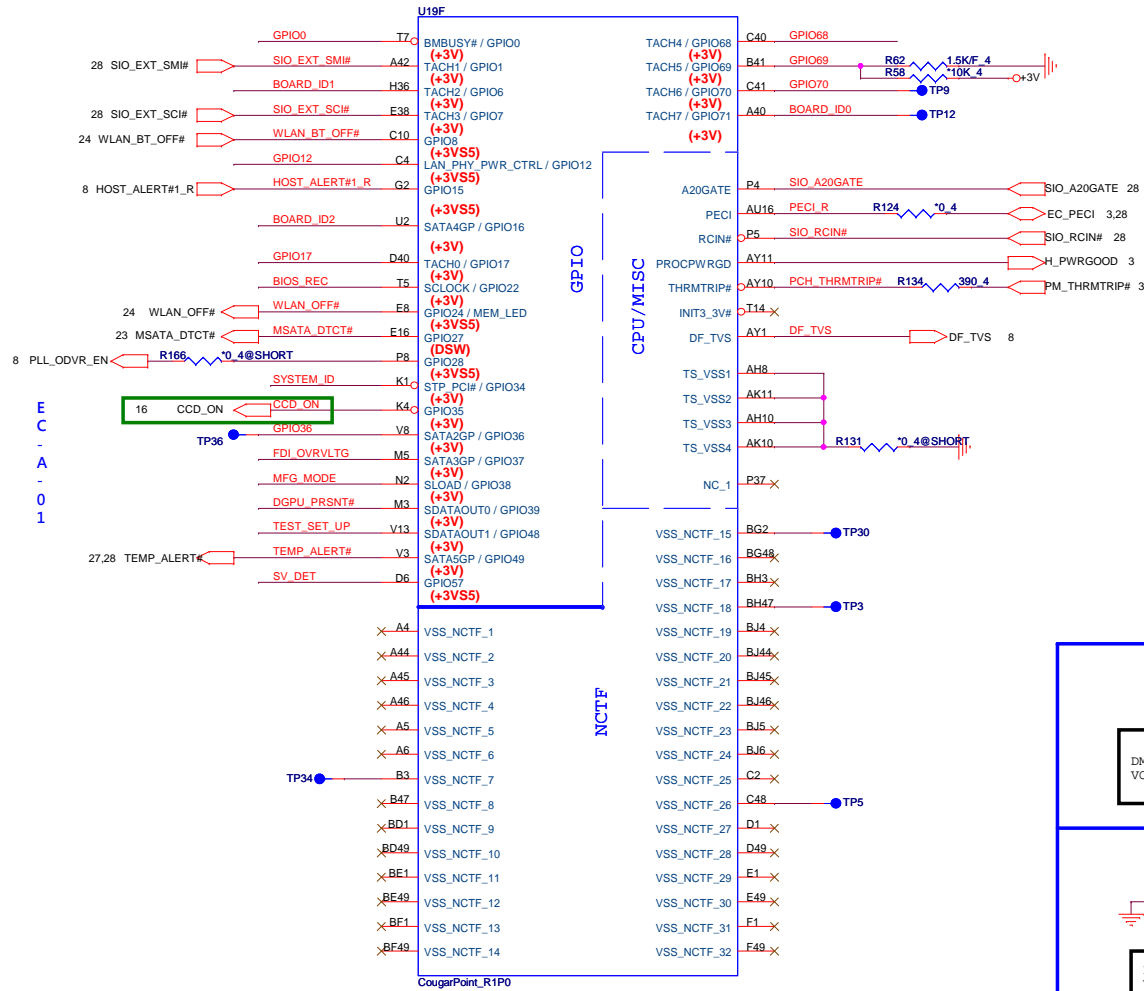 U19F
GPIO0 T7 BMBUSY# / GPIO0 TACH4 / GPIO68 C40 GPIO68
(+3V) (+3V)
28 SIO_EXT_SMI# SIO_EXT_SMI# A42 TACH1 / GPIO1 TACH5 / GPIO69 B41 GPIO69 R62 1.5K/F_4
(+3V) (+3V) R58 *10K_4 +3V
BOARD_ID1 H36 TACH2 / GPIO6 TACH6 / GPIO70 C41 GPIO70 TP9
(+3V) (+3V)
28 SIO_EXT_SCI# SIO_EXT_SCI# E38 TACH3 / GPIO7 TACH7 / GPIO71 A40 BOARD_ID0 TP12
(+3V) (+3V)
24 WLAN_BT_OFF# WLAN_BT_OFF# C10 GPIO8
(+3VS5)
GPIO12 C4 LAN_PHY_PWR_CTRL / GPIO12
(+3VS5)
8 HOST_ALERT#1_R HOST_ALERT#1_R G2 GPIO15 A20GATE P4 SIO_A20GATE SIO_A20GATE 28
(+3VS5)
PECI AU16 PECI_R R124 *0_4 EC_PECI 3,28
BOARD_ID2 U2 SATA4GP / GPIO16
RCIN# P5 SIO_RCIN# SIO_RCIN# 28
(+3V)
GPIO17 D40 TACH0 / GPIO17 PROCPWRGD AY11 H_PWRGOOD 3
(+3V)
BIOS_REC T5 SCLOCK / GPIO22 THRMTRIP# AY10 PCH_THRMTRIP# R134 390_4 PM_THRMTRIP# 3
(+3V)
24 WLAN_OFF# WLAN_OFF# E8 GPIO24 / MEM_LED INIT3_3V# T14
(+3VS5)
23 MSATA_DTCT# MSATA_DTCT# E16 GPIO27 DF_TVS AY1 DF_TVS DF_TVS 8
(DSW)
8 PLL_ODVR_EN R166 *0_4@SHORT P8 GPIO28
(+3VS5)
GPIO
CPU/MISC
TS_VSS1 AH8
SYSTEM_ID K1 STP_PCI# / GPIO34
(+3V)
TS_VSS2 AK11
16 CCD_ON CCD_ON K4 GPIO35
(+3V)
TS_VSS3 AH10
TP36 GPIO36 V8 SATA2GP / GPIO36
(+3V)
TS_VSS4 AK10 R131 *0_4@SHORT
FDI_OVRVLTG M5 SATA3GP / GPIO37
(+3V)
MFG_MODE N2 SLOAD / GPIO38 NC_1 P37
(+3V)
DGPU_PRSNT# M3 SDATAOUT0 / GPIO39
(+3V)
TEST_SET_UP V13 SDATAOUT1 / GPIO48 VSS_NCTF_15 BG2 TP30
(+3V)
27,28 TEMP_ALERT# TEMP_ALERT# V3 SATA5GP / GPIO49 VSS_NCTF_16 BG48
(+3V)
SV_DET D6 GPIO57 VSS_NCTF_17 BH3
(+3VS5)
EC-A-01
VSS_NCTF_18 BH47 TP3
A4 VSS_NCTF_1 VSS_NCTF_19 BJ4
A44 VSS_NCTF_2 VSS_NCTF_20 BJ44
A45 VSS_NCTF_3 VSS_NCTF_21 BJ45
A46 VSS_NCTF_4 VSS_NCTF_22 BJ46
NCTF
A5 VSS_NCTF_5 VSS_NCTF_23 BJ5
A6 VSS_NCTF_6 VSS_NCTF_24 BJ6
TP34 B3 VSS_NCTF_7 VSS_NCTF_25 C2
B47 VSS_NCTF_8 VSS_NCTF_26 C48 TP5
BD1 VSS_NCTF_9 VSS_NCTF_27 D1
BD49 VSS_NCTF_10 VSS_NCTF_28 D49
BE1 VSS_NCTF_11 VSS_NCTF_29 E1
BE49 VSS_NCTF_12 VSS_NCTF_30 E49
BF1 VSS_NCTF_13 VSS_NCTF_31 F1
BF49 VSS_NCTF_14 VSS_NCTF_32 F49
CougarPoint_R1P0